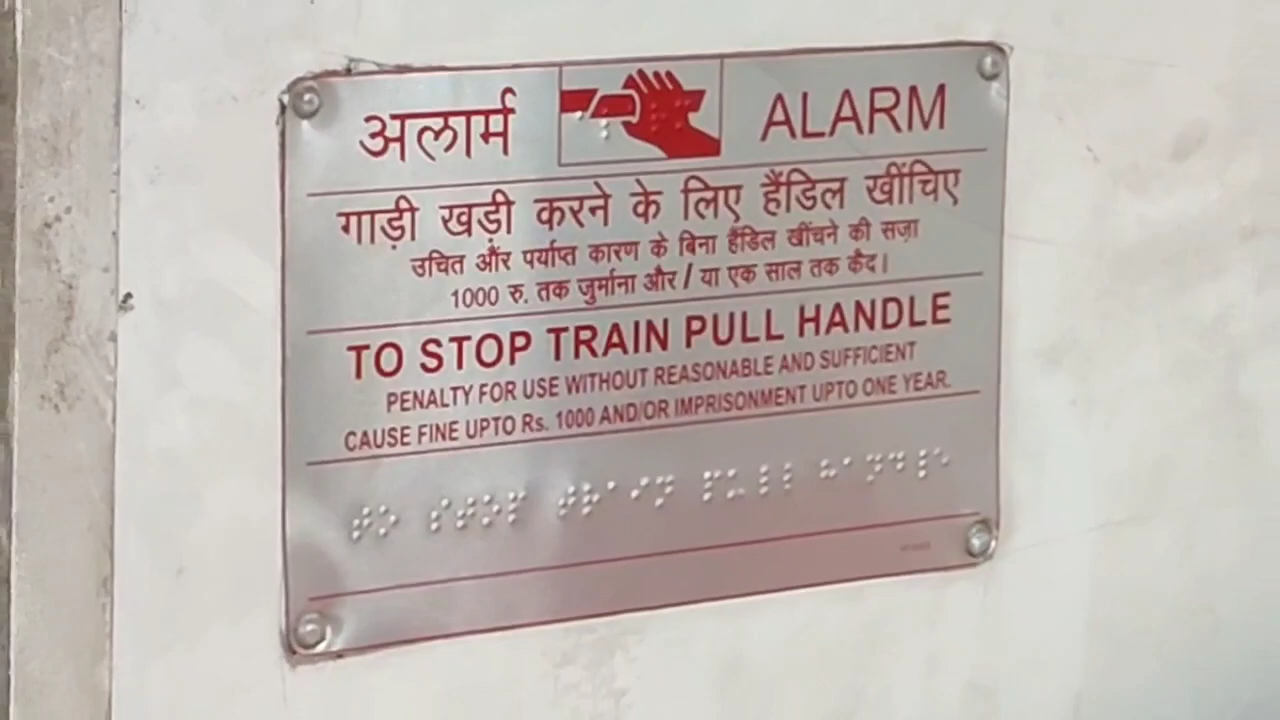 अलार्म ALARM
गाड़ी खड़ी करने के लिए हैंडिल खींचिए
उचित और पर्याप्त कारण के बिना हैंडिल खींचने की सज़ा
1000 रु. तक जुर्माना और / या एक साल तक कैद।
TO STOP TRAIN PULL HANDLE
PENALTY FOR USE WITHOUT REASONABLE AND SUFFICIENT
CAUSE FINE UPTO Rs. 1000 AND/OR IMPRISONMENT UPTO ONE YEAR.
⠞⠕ ⠎⠞⠕⠏ ⠞⠗⠁⠊⠝ ⠏⠥⠇⠇ ⠓⠁⠝⠙⠇⠑